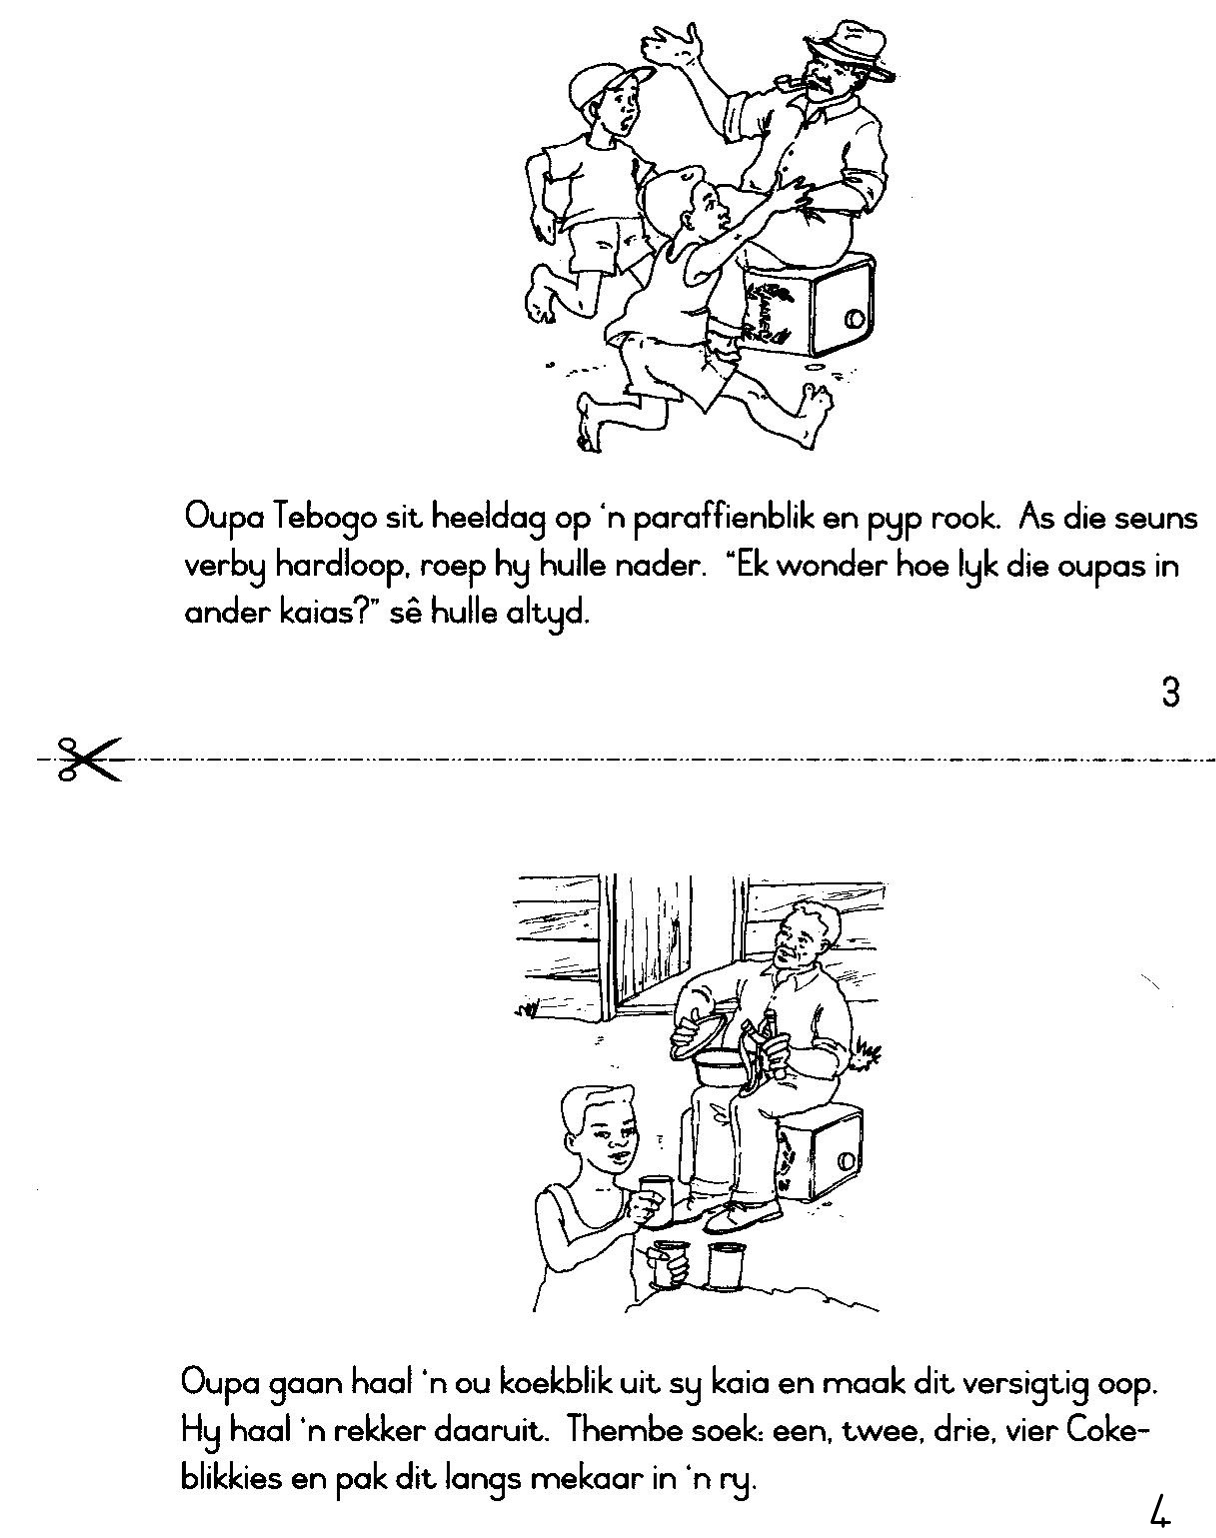 Oupa Tebogo sit heeldag op 'n paraffienblik en pyp rook. As die seuns
verby hardloop, roep hy hulle nader. "Ek wonder hoe lyk die oupas in
ander kaias?" sê hulle altyd.
3
Oupa gaan haal 'n ou koekblik uit sy kaia en maak dit versigtig oop.
Hy haal 'n rekker daaruit. Thembe soek: een, twee, drie, vier Coke-
blikkies en pak dit langs mekaar in 'n ry.
4